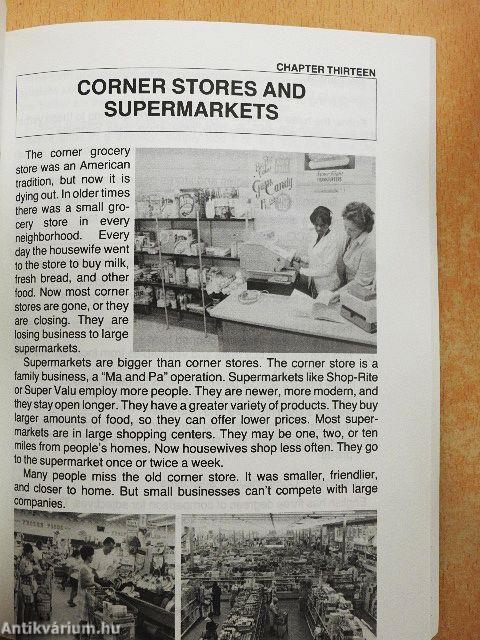 CHAPTER THIRTEEN
CORNER STORES AND
SUPERMARKETS
The corner grocery
store was an American
tradition, but now it is
dying out. In older times
there was a small gro-
cery store in every
neighborhood. Every
day the housewife went
to the store to buy milk,
fresh bread, and other
food. Now most corner
stores are gone, or they
are closing. They are
losing business to large
supermarkets.
Candy
Supermarkets are bigger than corner stores. The corner store is a
family business, a “Ma and Pa” operation. Supermarkets like Shop-Rite
or Super Valu employ more people. They are newer, more modern, and
they stay open longer. They have a greater variety of products. They buy
larger amounts of food, so they can offer lower prices. Most super-
markets are in large shopping centers. They may be one, two, or ten
miles from people's homes. Now housewives shop less often. They go
to the supermarket once or twice a week.
Many people miss the old corner store. It was smaller, friendlier,
and closer to home. But small businesses can't compete with large
companies.
FROZEN FOODS
Antikvárium.hu